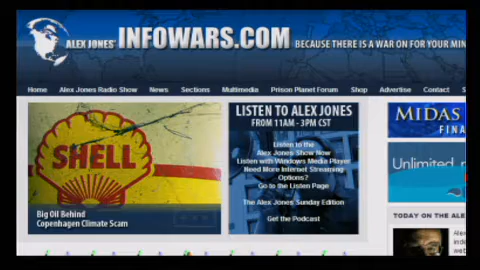 ALEX JONES' INFOWARS.COM BECAUSE THERE IS A WAR ON FOR YOUR MIN
Home Alex Jones Radio Show News Sections Multimedia Prison Planet Forum Shop Advertise Contact S
SHELL
Big Oil Behind
Copenhagen Climate Scam
LISTEN TO ALEX JONES
FROM 11AM - 3PM CST
Listen to the
Alex Jones Show Now
Listen with Windows Media Player
Need More Internet Streaming
Options?
Go to the Listen Page
The Alex Jones Sunday Edition
Get the Podcast
MIDAS
FINA
Unlimited
TODAY ON THE ALE
Alex
inde
web